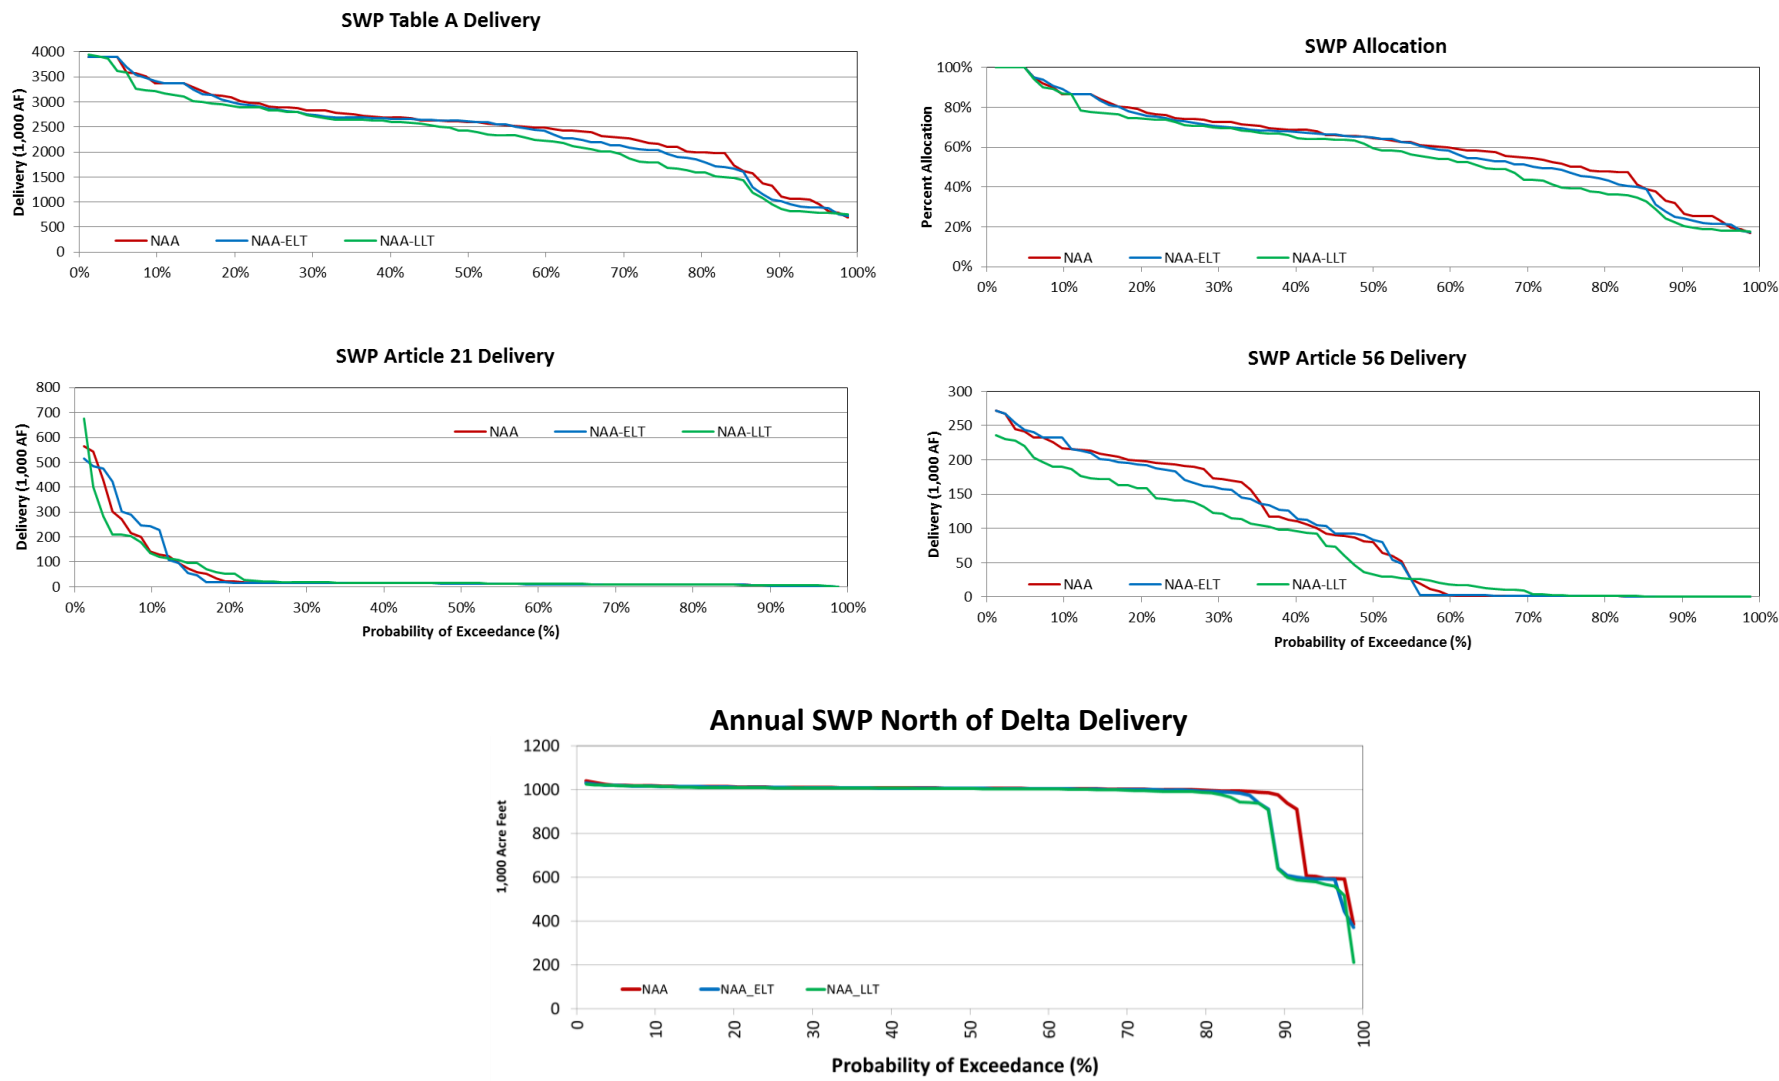 SWP Table A Delivery
Delivery (1,000 AF)
4000
3500
3000
2500
2000
1500
1000
500
0
NAA NAA-ELT NAA-LLT
0% 10% 20% 30% 40% 50% 60% 70% 80% 90% 100%
SWP Allocation
Percent Allocation
100%
80%
60%
40%
20%
0%
NAA NAA-ELT NAA-LLT
0% 10% 20% 30% 40% 50% 60% 70% 80% 90% 100%
SWP Article 21 Delivery
Delivery (1,000 AF)
800
700
600
500
400
300
200
100
0
NAA NAA-ELT NAA-LLT
0% 10% 20% 30% 40% 50% 60% 70% 80% 90% 100%
Probability of Exceedance (%)
SWP Article 56 Delivery
Delivery (1,000 AF)
300
250
200
150
100
50
0
NAA NAA-ELT NAA-LLT
0% 10% 20% 30% 40% 50% 60% 70% 80% 90% 100%
Probability of Exceedance (%)
Annual SWP North of Delta Delivery
1,000 Acre Feet
1200
1000
800
600
400
200
0
NAA NAA_ELT NAA_LLT
0 10 20 30 40 50 60 70 80 90 100
Probability of Exceedance (%)